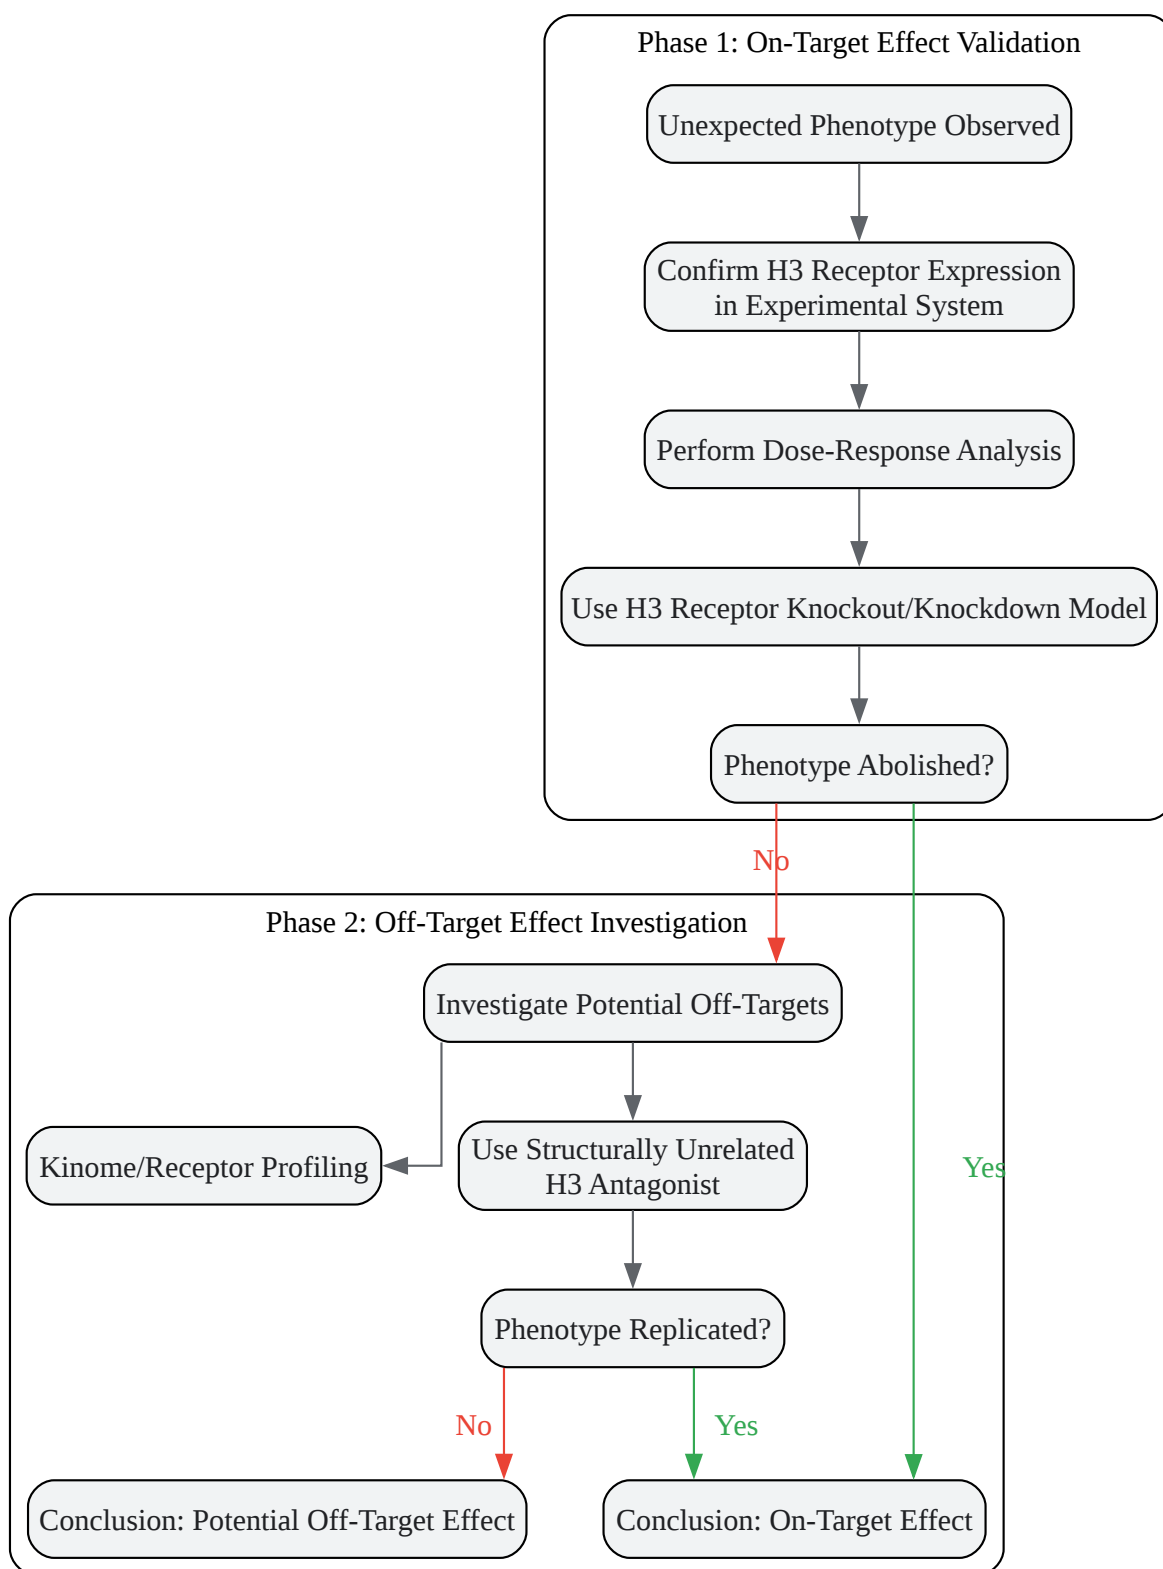 Phase 1: On-Target Effect Validation
Unexpected Phenotype Observed
Confirm H3 Receptor Expression
in Experimental System
Perform Dose-Response Analysis
Use H3 Receptor Knockout/Knockdown Model
Phenotype Abolished?
No
Phase 2: Off-Target Effect Investigation
Investigate Potential Off-Targets
Kinome/Receptor Profiling
Use Structurally Unrelated
H3 Antagonist
Yes
Phenotype Replicated?
No
Yes
Conclusion: Potential Off-Target Effect
Conclusion: On-Target Effect